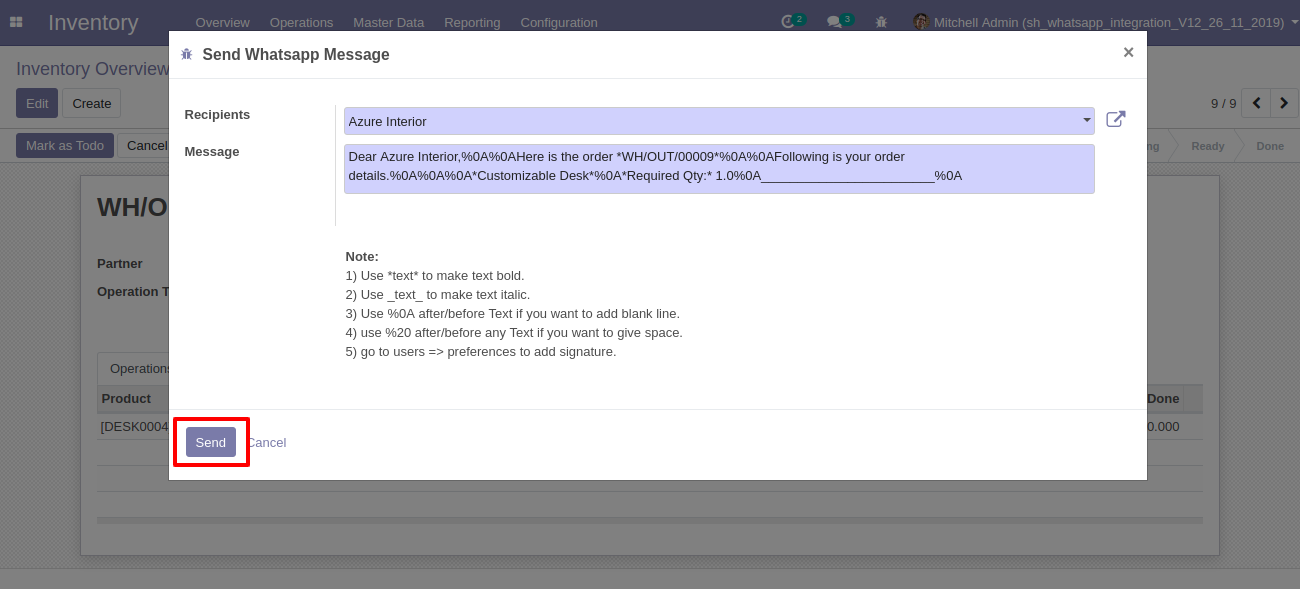 Inventory Overview Operations Master Data Reporting Configuration 2 3 Mitchell Admin (sh_whatsapp_integration_V12_26_11_2019)
Send Whatsapp Message ×
Inventory Overview
Edit Create 9 / 9
Mark as Todo Cancel Ready Done
Recipients Azure Interior
Message Dear Azure Interior,%0A%0AHere is the order *WH/OUT/00009*%0A%0AFollowing is your order
details.%0A%0A%0A*Customizable Desk*%0A*Required Qty:* 1.0%0A________________________%0A
WH/O
Partner
Operation T
Note:
1) Use *text* to make text bold.
2) Use _text_ to make text italic.
3) Use %0A after/before Text if you want to add blank line.
4) use %20 after/before any Text if you want to give space.
5) go to users => preferences to add signature.
Operations
Product Done
[DESK0004 0.000
Send Cancel